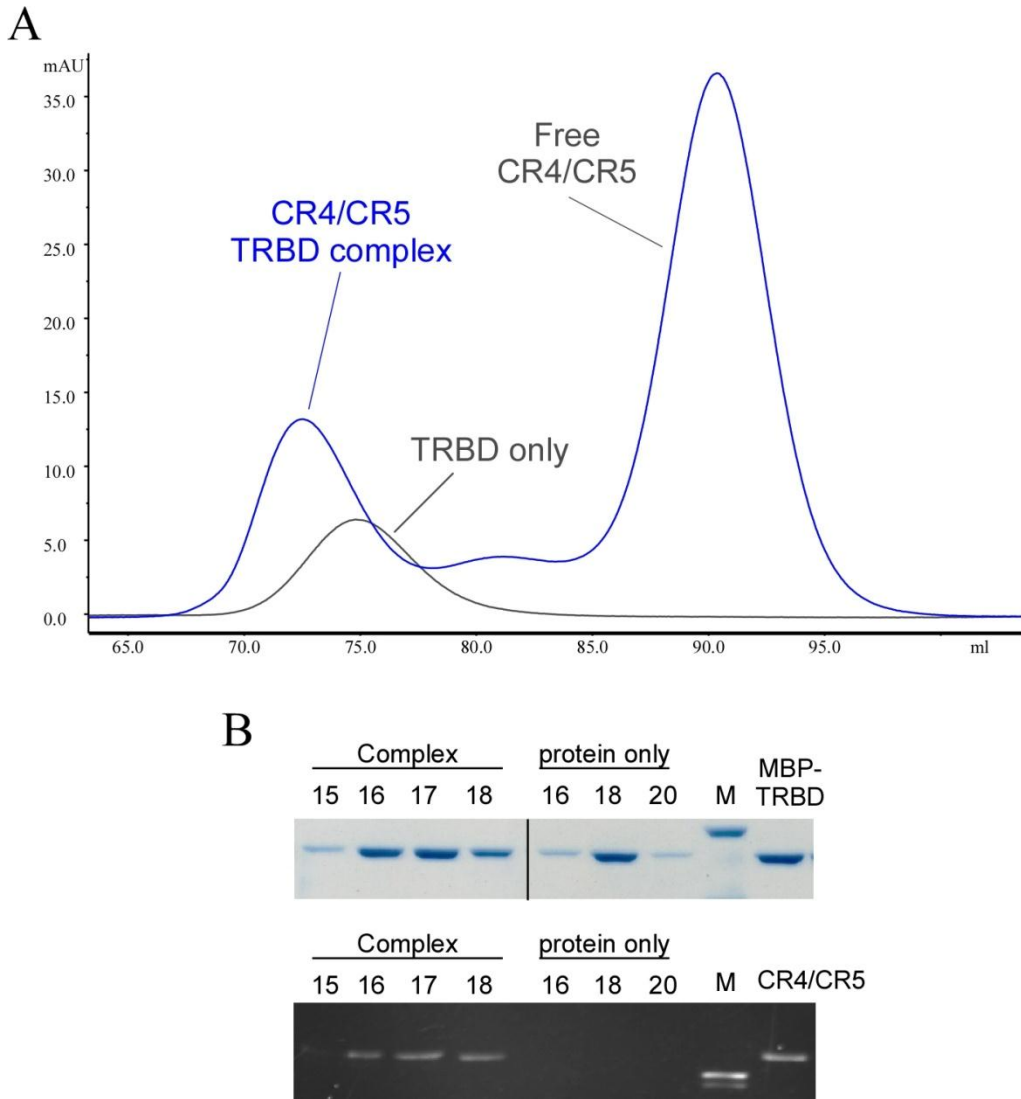 A
mAU
35.0
30.0
25.0
20.0
15.0
10.0
5.0
0.0
Free
CR4/CR5
CR4/CR5
TRBD complex
TRBD only
65.0 70.0 75.0 80.0 85.0 90.0 95.0 ml
B
Complex protein only MBP-
15 16 17 18 16 18 20 M TRBD
Complex protein only
15 16 17 18 16 18 20 M CR4/CR5